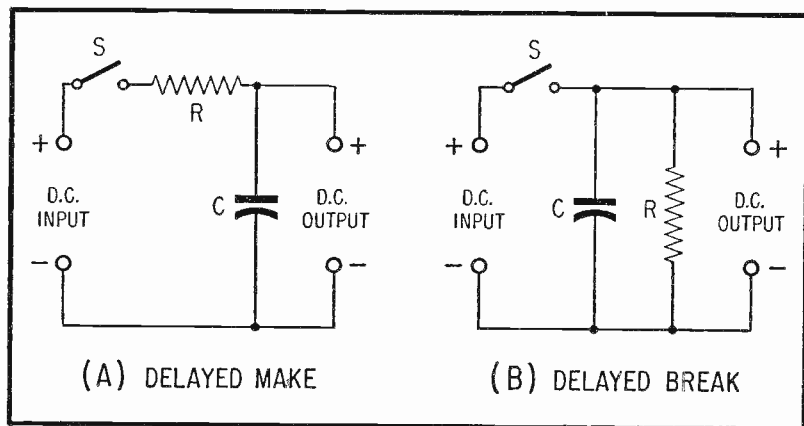 S
R
+
+
D.C.
INPUT
C
D.C.
OUTPUT
−
−
(A) DELAYED MAKE
S
+
+
D.C.
INPUT
C
R
D.C.
OUTPUT
−
−
(B) DELAYED BREAK